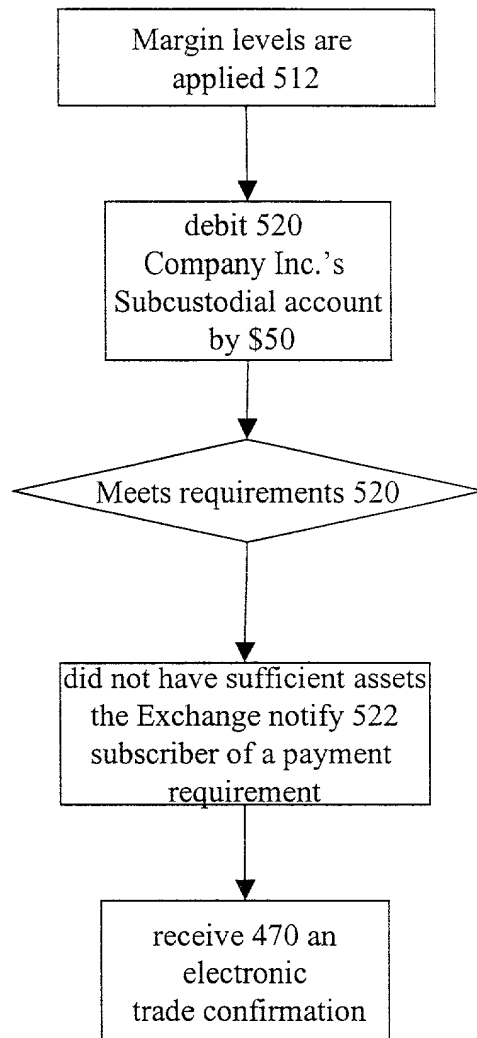 Margin levels are
applied 512
debit 520
Company Inc.'s
Subcustodial account
by $50
Meets requirements 520
did not have sufficient assets
the Exchange notify 522
subscriber of a payment
requirement
receive 470 an
electronic
trade confirmation